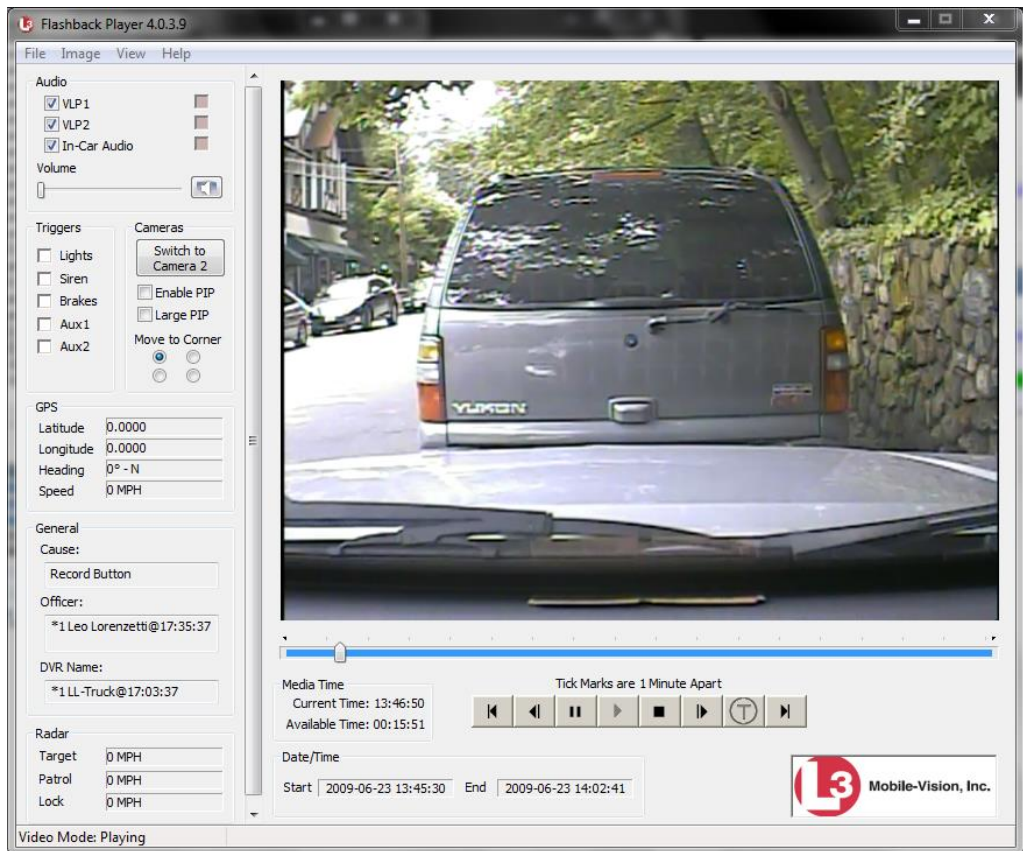 Flashback Player 4.0.3.9
File Image View Help
Audio
VLP1
VLP2
In-Car Audio
Volume
Triggers
Lights
Siren
Brakes
Aux1
Aux2
Cameras
Switch to
Camera 2
Enable PIP
Large PIP
Move to Corner
GPS
Latitude 0.0000
Longitude 0.0000
Heading 0° - N
Speed 0 MPH
General
Cause:
Record Button
Officer:
*1 Leo Lorenzetti@17:35:37
DVR Name:
*1 LL-Truck@17:03:37
Radar
Target 0 MPH
Patrol 0 MPH
Lock 0 MPH
YUKON
Media Time
Current Time: 13:46:50
Available Time: 00:15:51
Tick Marks are 1 Minute Apart
T
Date/Time
Start 2009-06-23 13:45:30 End 2009-06-23 14:02:41
L3 Mobile-Vision, Inc.
Video Mode: Playing